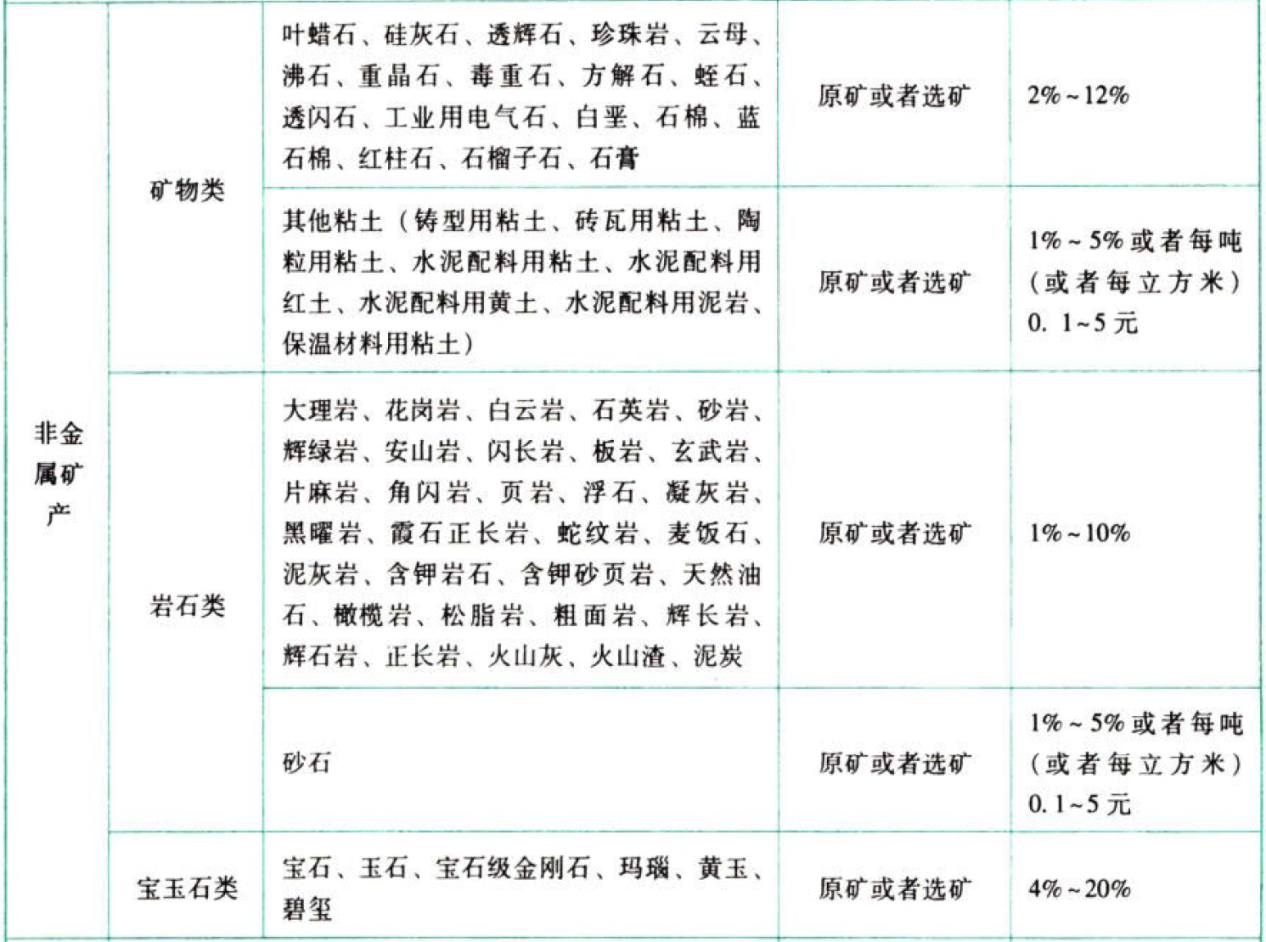 非金
属矿
产
矿物类
叶蜡石、硅灰石、透辉石、珍珠岩、云母、
沸石、重晶石、毒重石、方解石、蛭石、
透闪石、工业用电气石、白垩、石棉、蓝
石棉、红柱石、石榴子石、石膏
原矿或者选矿
2%~12%
其他粘土（铸型用粘土、砖瓦用粘土、陶
粒用粘土、水泥配料用粘土、水泥配料用
红土、水泥配料用黄土、水泥配料用泥岩、
保温材料用粘土）
原矿或者选矿
1%~5%或者每吨
（或者每立方米）
0. 1~5 元
岩石类
大理岩、花岗岩、白云岩、石英岩、砂岩、
辉绿岩、安山岩、闪长岩、板岩、玄武岩、
片麻岩、角闪岩、页岩、浮石、凝灰岩、
黑曜岩、霞石正长岩、蛇纹岩、麦饭石、
泥灰岩、含钾岩石、含钾砂页岩、天然油
石、橄榄岩、松脂岩、粗面岩、辉长岩、
辉石岩、正长岩、火山灰、火山渣、泥炭
原矿或者选矿
1%~10%
砂石
原矿或者选矿
1%~5%或者每吨
（或者每立方米）
0. 1~5 元
宝玉石类
宝石、玉石、宝石级金刚石、玛瑙、黄玉、
碧玺
原矿或者选矿
4%~20%